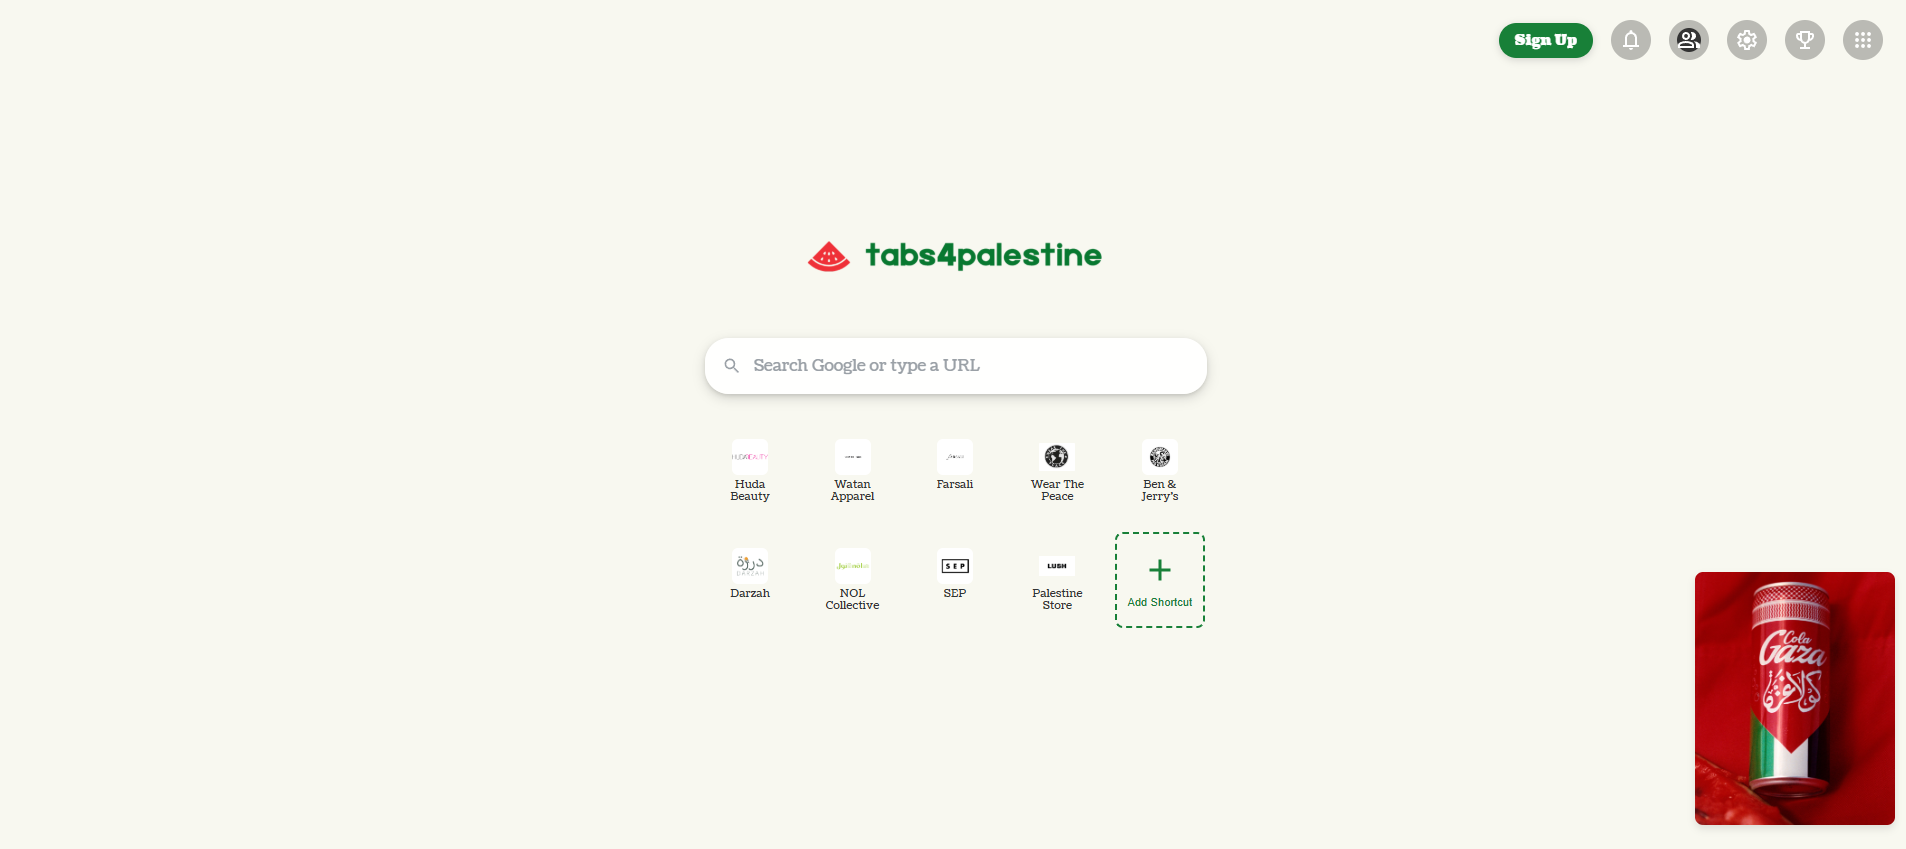 Sign Up
tabs4palestine
Search Google or type a URL
HUDABEAUTY
Huda
Beauty
Watan
Apparel
Farsali
Wear The
Peace
Ben &
Jerry's
درزة
DARZAH
Darzah
NOL
Collective
SEP
SEP
LUSH
Palestine
Store
Add Shortcut
Cola
Gaza
كولا غزة